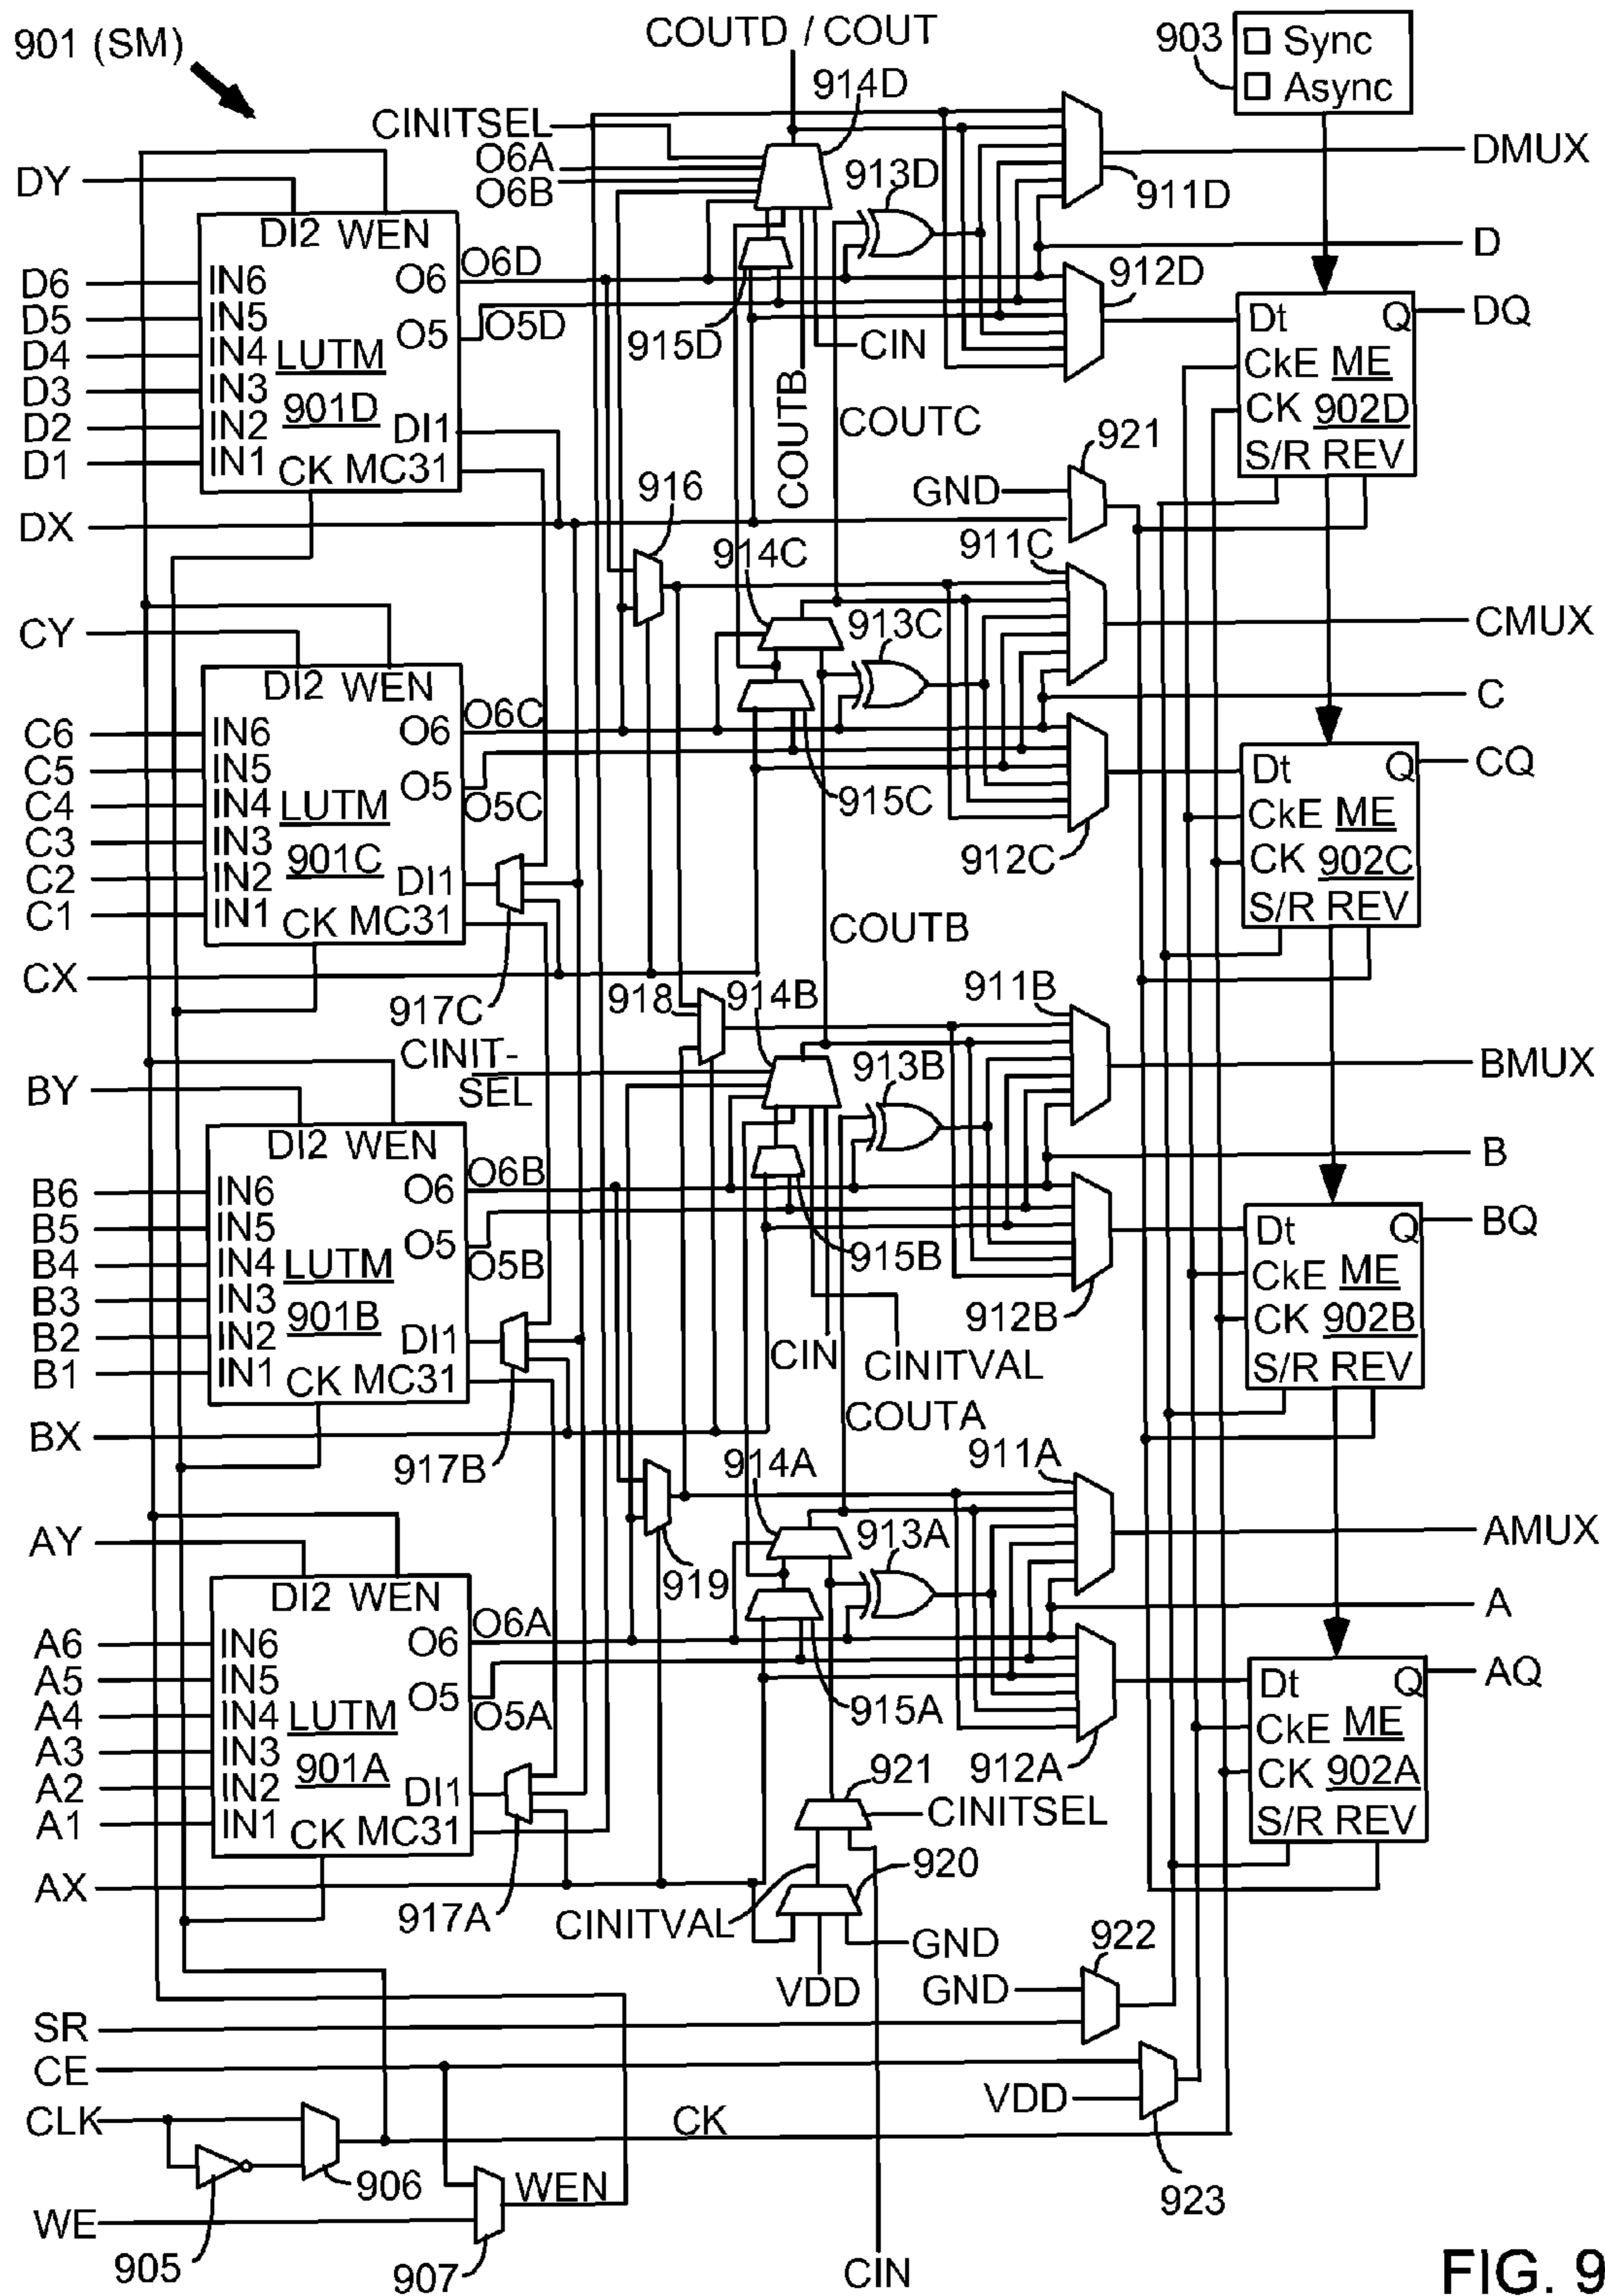 901 (SM)
COUTD / COUT
903
Sync
Async
914D
CINITSEL
O6A
O6B
913D
DMUX
911D
DY
DI2 WEN
O6D
D
D6
D5
D4
D3
D2
D1
IN6
IN5
IN4
IN3
IN2
IN1
LUTM
901D
O6
O5
O5D
DI1
CK MC31
915D
CIN
COUTB
COUTC
912D
Dt
Q
DQ
CkE ME
CK 902D
S/R REV
921
GND
916
DX
914C
911C
CMUX
CY
DI2 WEN
913C
O6C
C
C6
C5
C4
C3
C2
C1
IN6
IN5
IN4
IN3
IN2
IN1
LUTM
901C
O6
O5
O5C
DI1
CK MC31
915C
912C
Dt
Q
CQ
CkE ME
CK 902C
S/R REV
COUTB
CX
917C
918
914B
911B
CINIT-
SEL
913B
BMUX
BY
DI2 WEN
O6B
B
B6
B5
B4
B3
B2
B1
IN6
IN5
IN4
IN3
IN2
IN1
LUTM
901B
O6
O5
O5B
DI1
CK MC31
915B
912B
Dt
Q
BQ
CkE ME
CK 902B
S/R REV
CIN
CINITVAL
COUTA
BX
917B
914A
911A
AY
DI2 WEN
919
913A
AMUX
O6A
A
A6
A5
A4
A3
A2
A1
IN6
IN5
IN4
IN3
IN2
IN1
LUTM
901A
O6
O5
O5A
DI1
CK MC31
915A
912A
Dt
Q
AQ
CkE ME
CK 902A
S/R REV
921
CINITSEL
920
AX
917A
CINITVAL
GND
VDD
922
GND
SR
CE
VDD
CLK
CK
906
WEN
923
WE
905
907
CIN
FIG. 9